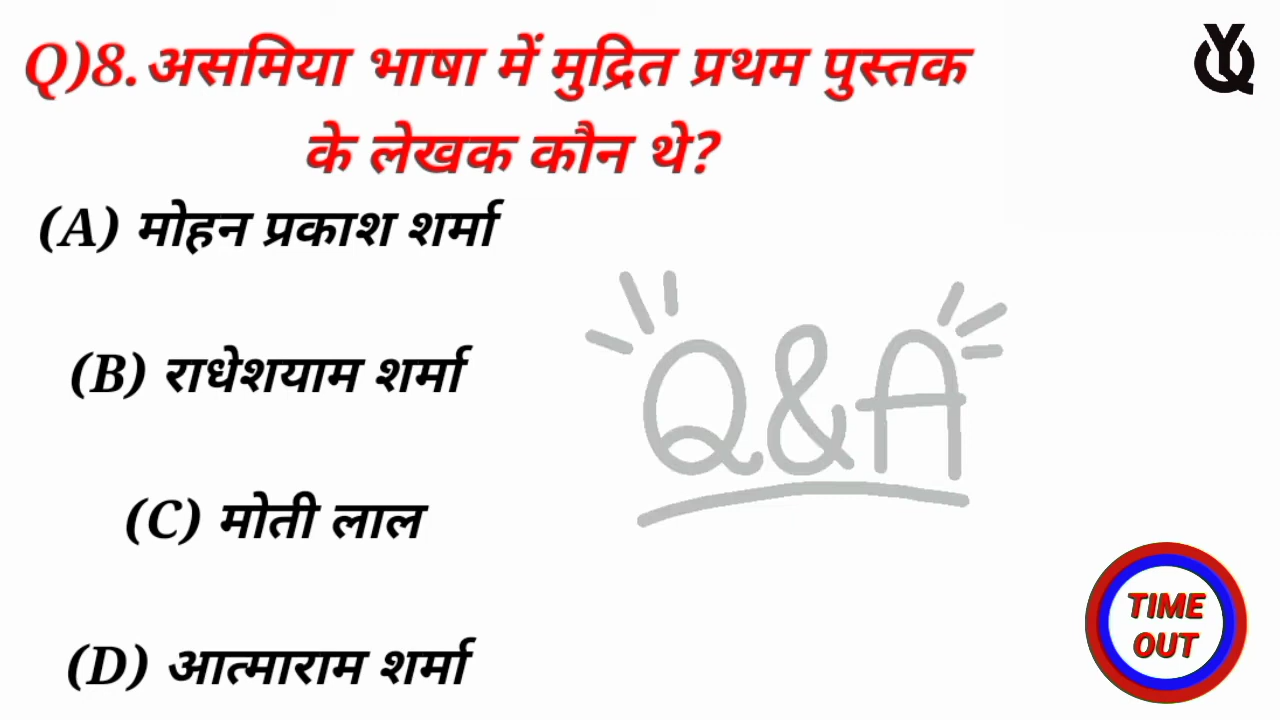 Q)8. असमिया भाषा में मुद्रित प्रथम पुस्तक
के लेखक कौन थे?
(A) मोहन प्रकाश शर्मा
(B) राधेशयाम शर्मा
(C) मोती लाल
(D) आत्माराम शर्मा
Q&A
TIME
OUT